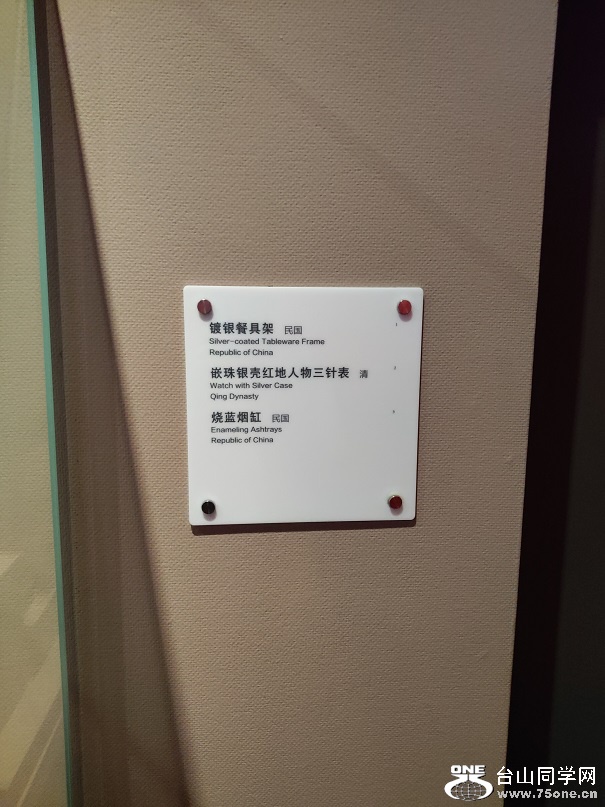 镀银餐具架 民国
Silver-coated Tableware Frame
Republic of China
嵌珠银壳红地人物三针表 清
Watch with Silver Case
Qing Dynasty
烧蓝烟缸 民国
Enameling Ashtrays
Republic of China
ONE 台山同学网
www.75one.cn